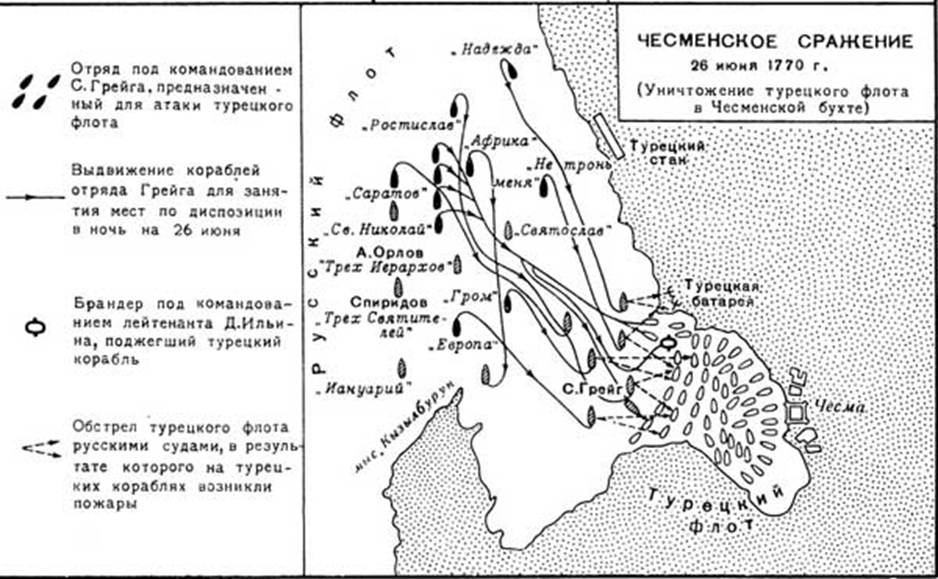 ЧЕСМЕНСКОЕ СРАЖЕНИЕ
26 июня 1770 г.
(Уничтожение турецкого флота
в Чесменской бухте)
Отряд под командованием
С. Грейга, предназначен -
ный для атаки турецкого
флота
Выдвижение кораблей
отряда Грейга для заня-
тия мест по диспозиции
в ночь на 26 июня
Брандер под командова-
нием лейтенанта Д. Ильи-
на, поджегший турецкий
корабль
Обстрел турецкого флота
русскими судами, в резуль-
тате которого на турец-
ких кораблях возникли
пожары
Русский флот
„Надежда"
„Ростислав"
„Африка"
„Не тронь
меня"
Турецкий
стан
„Саратов"
„Св. Николай"
„Святослав"
А. Орлов
"Трех Иерархов"
Спиридов
„Трех Святите-
лей"
„Гром"
„Европа"
Турецкая
батарея
„Ианyарий"
С. Грейг
Чесма
мыс Кызылбурун
Турецкий
флот